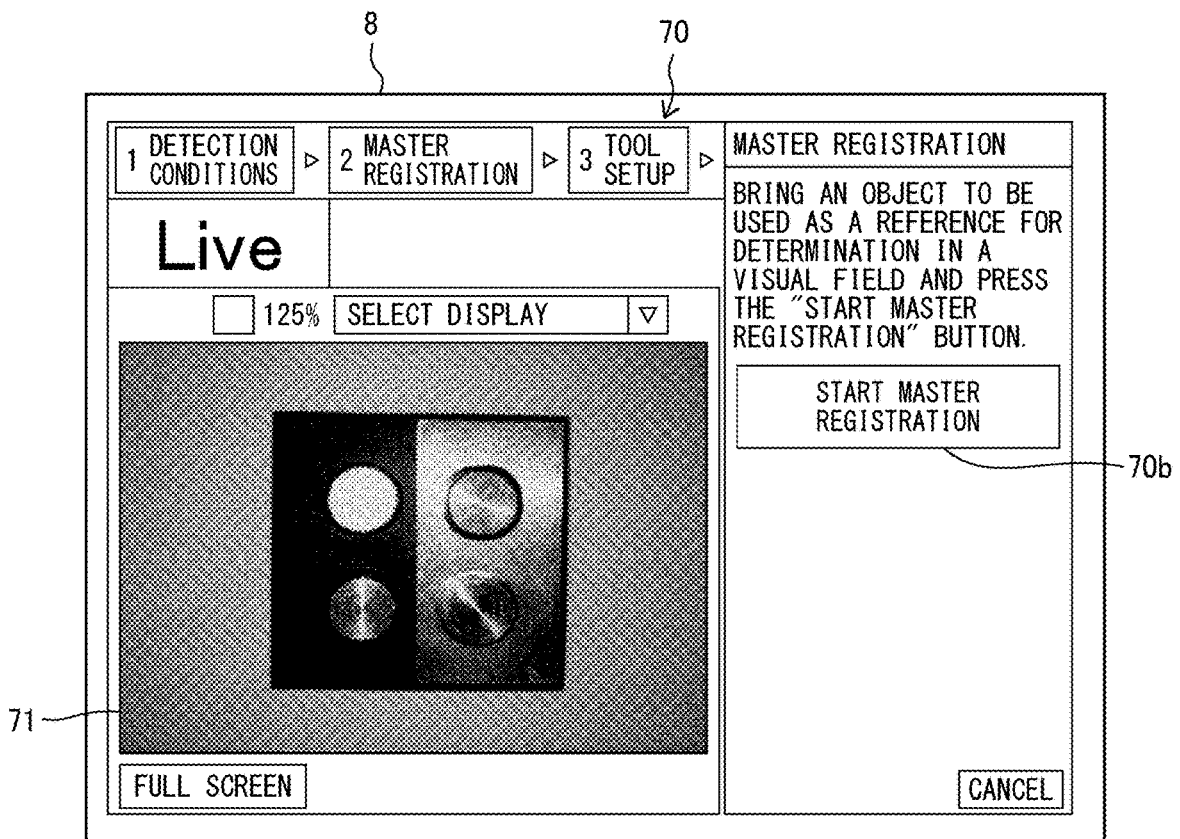 8
70
1 DETECTION CONDITIONS ▷ 2 MASTER REGISTRATION ▷ 3 TOOL SETUP ▷
Live
125% SELECT DISPLAY ▽
71
FULL SCREEN
MASTER REGISTRATION
BRING AN OBJECT TO BE
USED AS A REFERENCE FOR
DETERMINATION IN A
VISUAL FIELD AND PRESS
THE "START MASTER
REGISTRATION" BUTTON.
START MASTER
REGISTRATION
70b
CANCEL